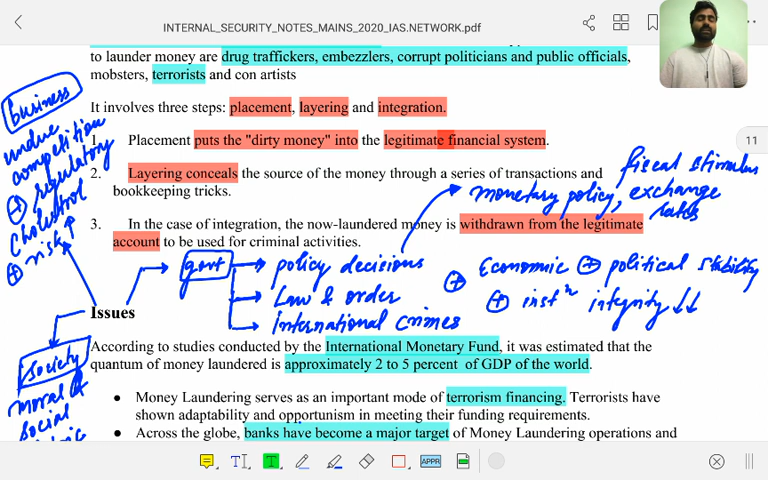 INTERNAL_SECURITY_NOTES_MAINS_2020_IAS.NETWORK.pdf
to launder money are drug traffickers, embezzlers, corrupt politicians and public officials,
mobsters, terrorists and con artists
It involves three steps: placement, layering and integration.
1. Placement puts the "dirty money" into the legitimate financial system.
11
2. Layering conceals the source of the money through a series of transactions and
bookkeeping tricks.
3. In the case of integration, the now-laundered money is withdrawn from the legitimate
account to be used for criminal activities.
business
undue
competition
+ regulatory
risk ↑
fiscal stimulus
monetary policy, exchange
rates
govt
policy decisions
Law & order
International crimes
+ Economic + political stability
+ instn integrity ↓↓
Issues
society
moral &
social
According to studies conducted by the International Monetary Fund, it was estimated that the
quantum of money laundered is approximately 2 to 5 percent of GDP of the world.
• Money Laundering serves as an important mode of terrorism financing. Terrorists have
shown adaptability and opportunism in meeting their funding requirements.
• Across the globe, banks have become a major target of Money Laundering operations and
T
T
APPR